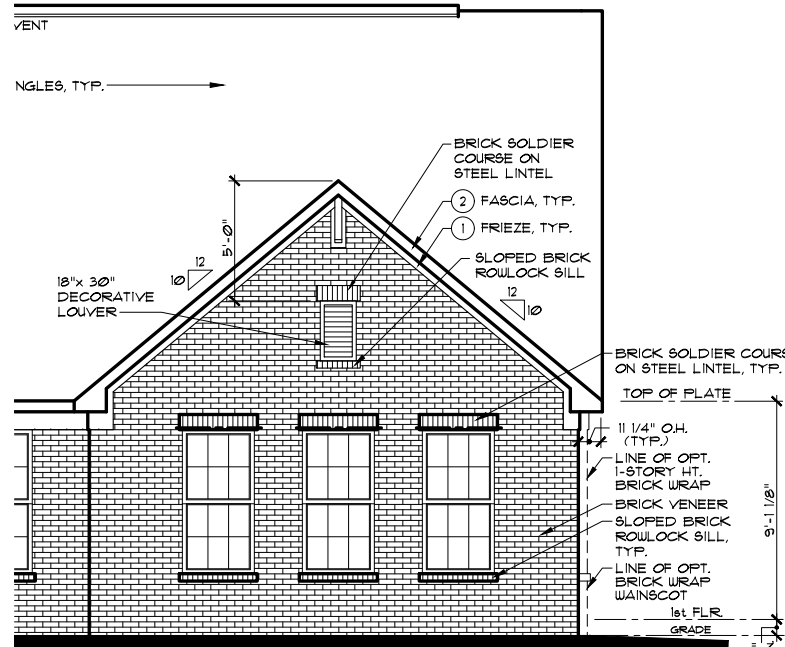 VENT
NGLES, TYP.
BRICK SOLDIER
COURSE ON
STEEL LINTEL
2 FASCIA, TYP.
1 FRIEZE, TYP.
5'-0"
SLOPED BRICK
ROWLOCK SILL
12
10
18"x 30"
DECORATIVE
LOUVER
12
10
BRICK SOLDIER COURS
ON STEEL LINTEL, TYP.
TOP OF PLATE
11 1/4" O.H.
(TYP.)
LINE OF OPT.
1-STORY HT.
BRICK WRAP
9'-1 1/8"
BRICK VENEER
SLOPED BRICK
ROWLOCK SILL,
TYP.
LINE OF OPT.
BRICK WRAP
WAINSCOT
1st FLR.
GRADE